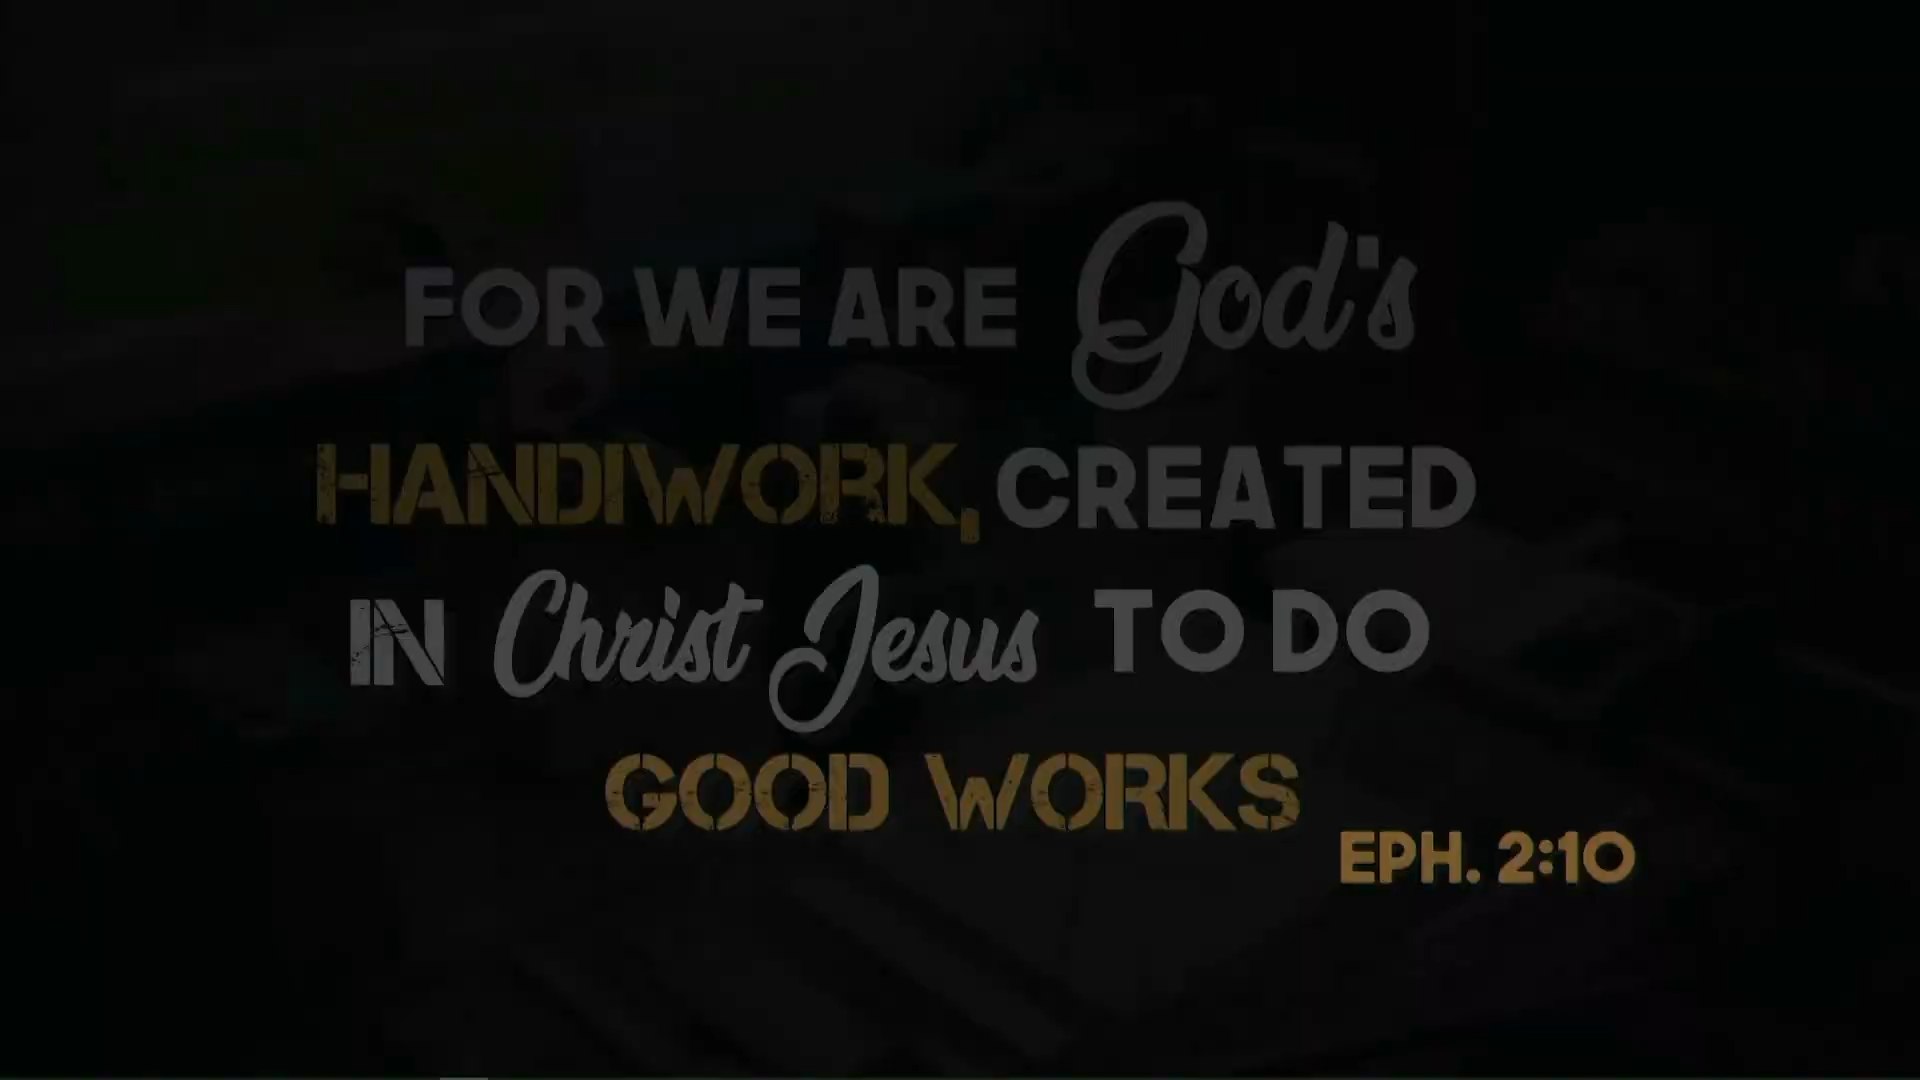 FOR WE ARE God's
HANDIWORK, CREATED
IN Christ Jesus TO DO
GOOD WORKS
EPH. 2:10